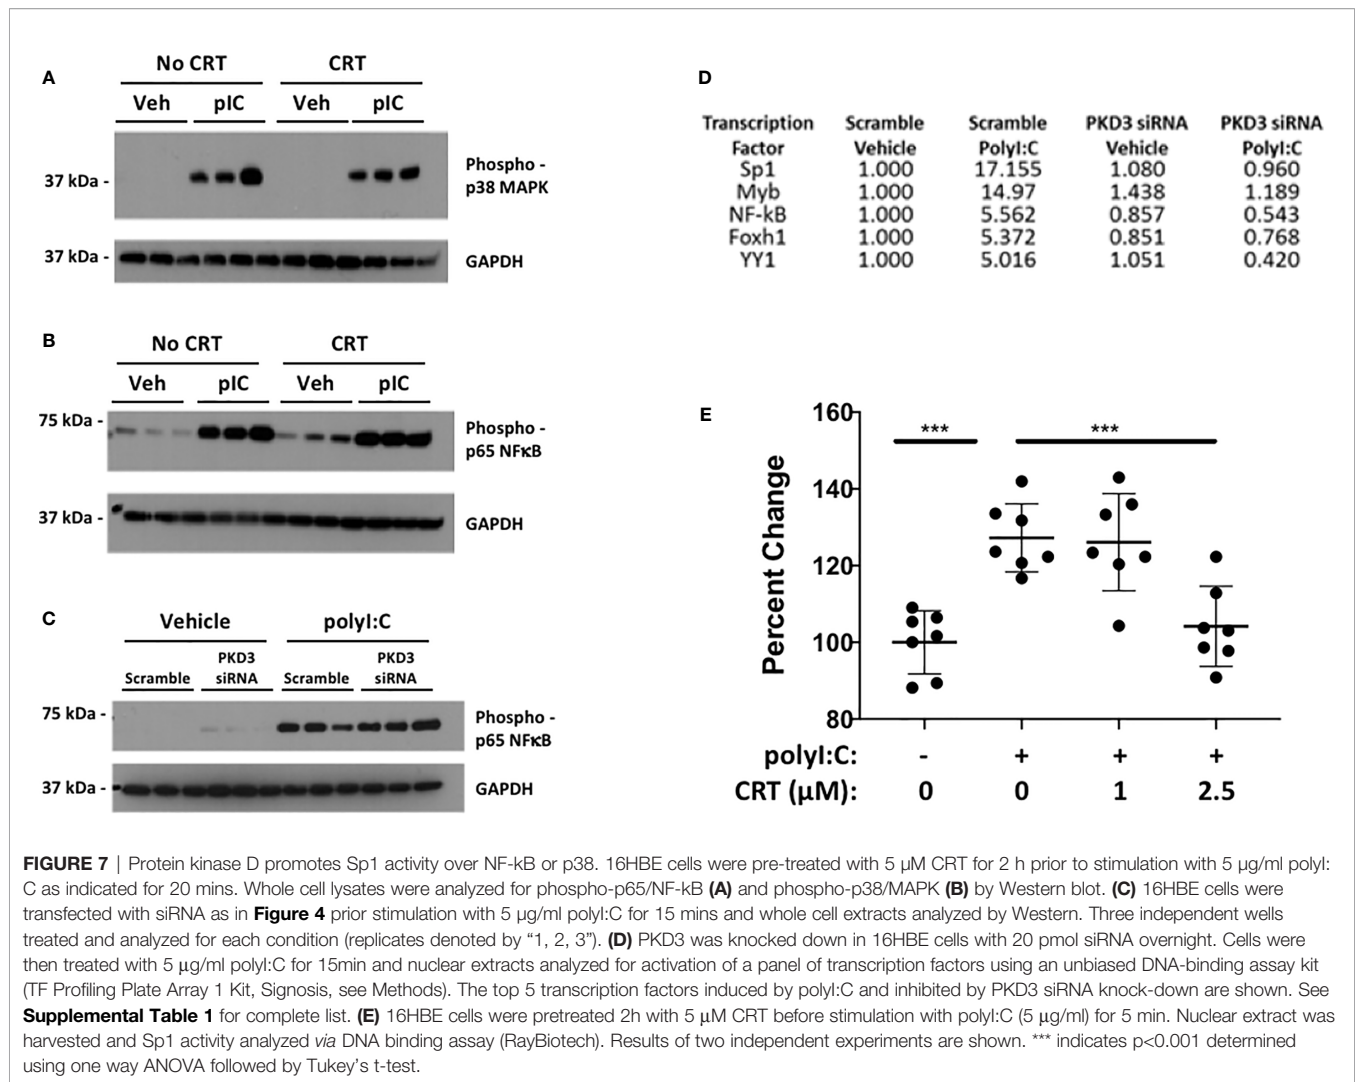 A
No CRT CRT
Veh pIC Veh pIC
37 kDa -
Phospho -
p38 MAPK
37 kDa -
GAPDH
B
No CRT CRT
Veh pIC Veh pIC
75 kDa -
Phospho -
p65 NFκB
37 kDa -
GAPDH
C
Vehicle polyI:C
Scramble PKD3 siRNA Scramble PKD3 siRNA
75 kDa -
Phospho -
p65 NFκB
37 kDa -
GAPDH
D
Transcription Scramble Scramble PKD3 siRNA PKD3 siRNA
Factor Vehicle PolyI:C Vehicle PolyI:C
Sp1 1.000 17.155 1.080 0.960
Myb 1.000 14.97 1.438 1.189
NF-kB 1.000 5.562 0.857 0.543
Foxh1 1.000 5.372 0.851 0.768
YY1 1.000 5.016 1.051 0.420
E
Percent Change
160
140
120
100
80
*** ***
polyI:C: - + + +
CRT (μM): 0 0 1 2.5
FIGURE 7 | Protein kinase D promotes Sp1 activity over NF-kB or p38. 16HBE cells were pre-treated with 5 μM CRT for 2 h prior to stimulation with 5 μg/ml polyI:
C as indicated for 20 mins. Whole cell lysates were analyzed for phospho-p65/NF-kB (A) and phospho-p38/MAPK (B) by Western blot. (C) 16HBE cells were
transfected with siRNA as in Figure 4 prior stimulation with 5 μg/ml polyI:C for 15 mins and whole cell extracts analyzed by Western. Three independent wells
treated and analyzed for each condition (replicates denoted by “1, 2, 3”). (D) PKD3 was knocked down in 16HBE cells with 20 pmol siRNA overnight. Cells were
then treated with 5 μg/ml polyI:C for 15min and nuclear extracts analyzed for activation of a panel of transcription factors using an unbiased DNA-binding assay kit
(TF Profiling Plate Array 1 Kit, Signosis, see Methods). The top 5 transcription factors induced by polyI:C and inhibited by PKD3 siRNA knock-down are shown. See
Supplemental Table 1 for complete list. (E) 16HBE cells were pretreated 2h with 5 μM CRT before stimulation with polyI:C (5 μg/ml) for 5 min. Nuclear extract was
harvested and Sp1 activity analyzed via DNA binding assay (RayBiotech). Results of two independent experiments are shown. *** indicates p<0.001 determined
using one way ANOVA followed by Tukey’s t-test.